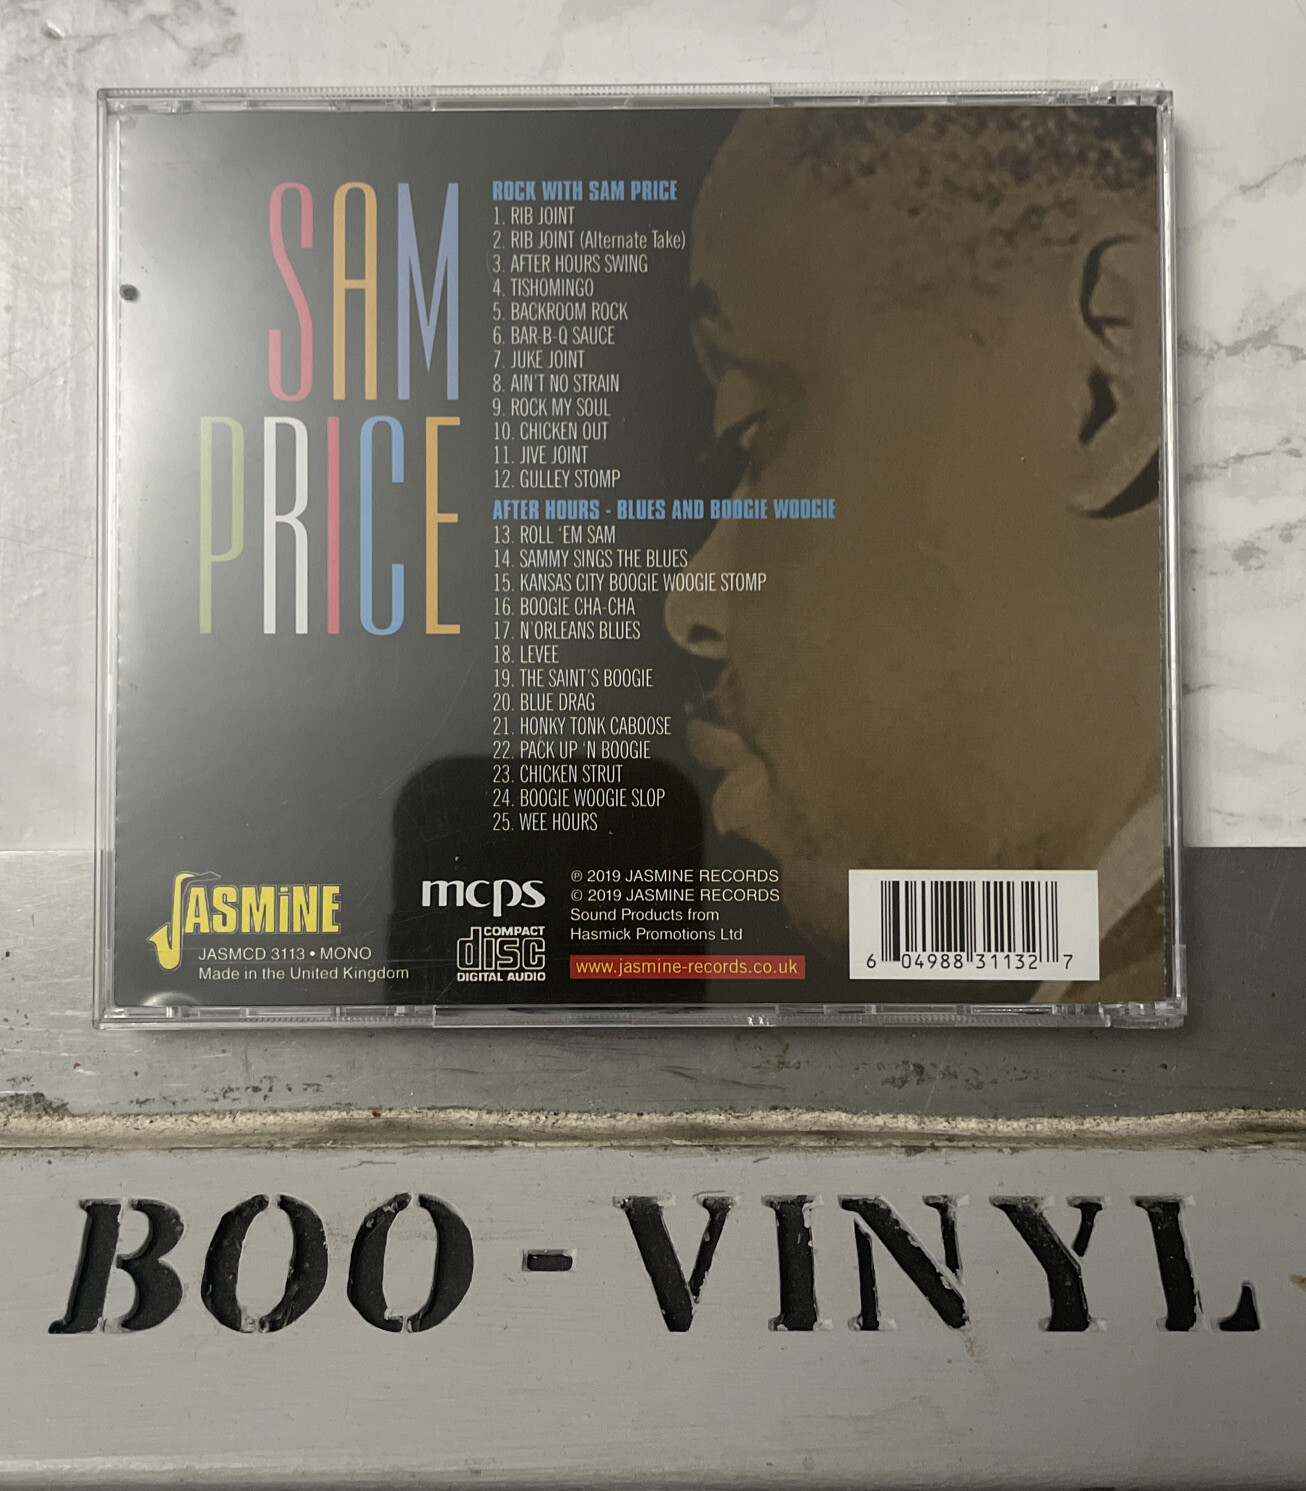 SAM
PRICE
ROCK WITH SAM PRICE
1. RIB JOINT
2. RIB JOINT (Alternate Take)
3. AFTER HOURS SWING
4. TISHOMINGO
5. BACKROOM ROCK
6. BAR-B-Q SAUCE
7. JUKE JOINT
8. AIN'T NO STRAIN
9. ROCK MY SOUL
10. CHICKEN OUT
11. JIVE JOINT
12. GULLEY STOMP
AFTER HOURS - BLUES AND BOOGIE WOOGIE
13. ROLL 'EM SAM
14. SAMMY SINGS THE BLUES
15. KANSAS CITY BOOGIE WOOGIE STOMP
16. BOOGIE CHA-CHA
17. N'ORLEANS BLUES
18. LEVEE
19. THE SAINT'S BOOGIE
20. BLUE DRAG
21. HONKY TONK CABOOSE
22. PACK UP 'N BOOGIE
23. CHICKEN STRUT
24. BOOGIE WOOGIE SLOP
25. WEE HOURS
JASMiNE
JASMCD 3113 • MONO
Made in the United Kingdom
mcps
COMPACT
disc
DIGITAL AUDIO
℗ 2019 JASMINE RECORDS
© 2019 JASMINE RECORDS
Sound Products from
Hasmick Promotions Ltd
www.jasmine-records.co.uk
6 04988 31132 7
BOO-VINYL